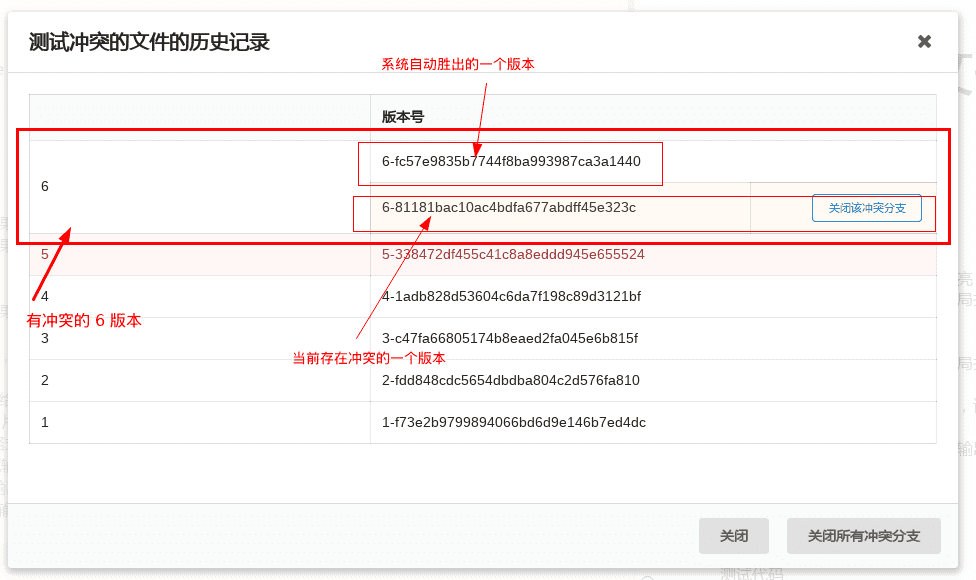 测试冲突的文件的历史记录
系统自动胜出的一个版本
版本号
6
6-fc57e9835b7744f8ba993987ca3a1440
6-81181bac10ac4bdfa677abdff45e323c
关闭该冲突分支
5
5-338472df455c41c8a8eddd945e655524
4
4-1adb828d53604c6da7f198c89d3121bf
有冲突的 6 版本
3
3-c47fa66805174b8eaed2fa045e6b815f
当前存在冲突的一个版本
2
2-fdd848cdc5654dbdba804c2d576fa810
1
1-f73e2b9799894066bd6d9e146b7ed4dc
关闭
关闭所有冲突分支
测试代码